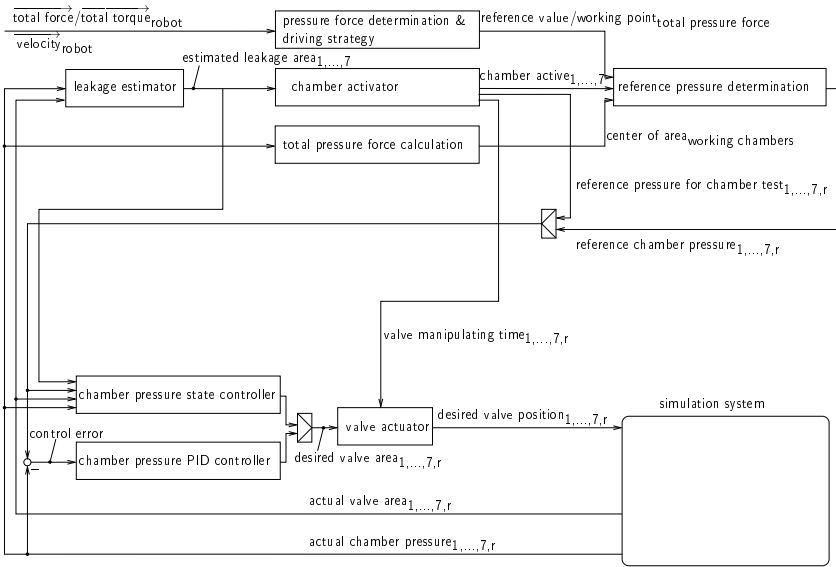 total force/total torque robot
velocity robot
pressure force determination &
driving strategy
reference value/working point total pressure force
estimated leakage area 1,...,7
leakage estimator
chamber activator
chamber active 1,...,7
reference pressure determination
total pressure force calculation
center of area working chambers
reference pressure for chamber test 1,...,7,r
reference chamber pressure 1,...,7,r
valve manipulating time 1,...,7,r
chamber pressure state controller
simulation system
valve actuator
desired valve position 1,...,7,r
control error
desired valve area 1,...,7,r
chamber pressure PID controller
−
actual valve area 1,...,7,r
actual chamber pressure 1,...,7,r